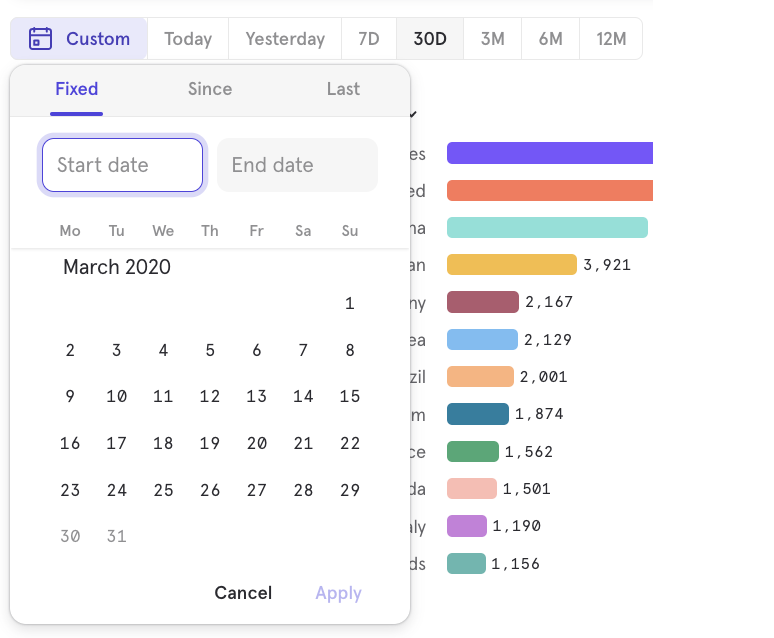 Custom Today Yesterday 7D 30D 3M 6M 12M
Fixed Since Last
Start date End date
Mo Tu We Th Fr Sa Su
March 2020
1
2 3 4 5 6 7 8
9 10 11 12 13 14 15
16 17 18 19 20 21 22
23 24 25 26 27 28 29
30 31
Cancel Apply
es
ed
na
an 3,921
ny 2,167
ea 2,129
zil 2,001
m 1,874
ce 1,562
da 1,501
aly 1,190
ds 1,156